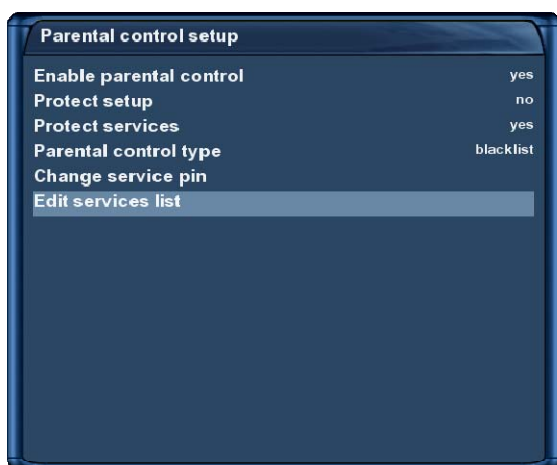 Parental control setup
Enable parental control yes
Protect setup no
Protect services yes
Parental control type blacklist
Change service pin
Edit services list